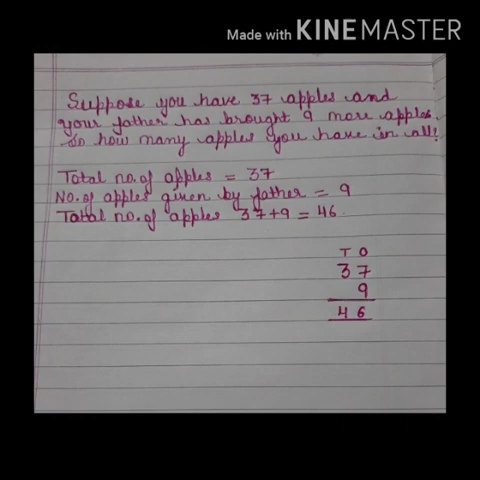 Made with KINEMASTER
Suppose you have 37 apples and
your father has brought 9 more apples.
So how many apples you have in all?
Total no. of apples = 37
No. of apples given by father = 9
Total no. of apples 37+9 = 46
T O
3 7
9
4 6